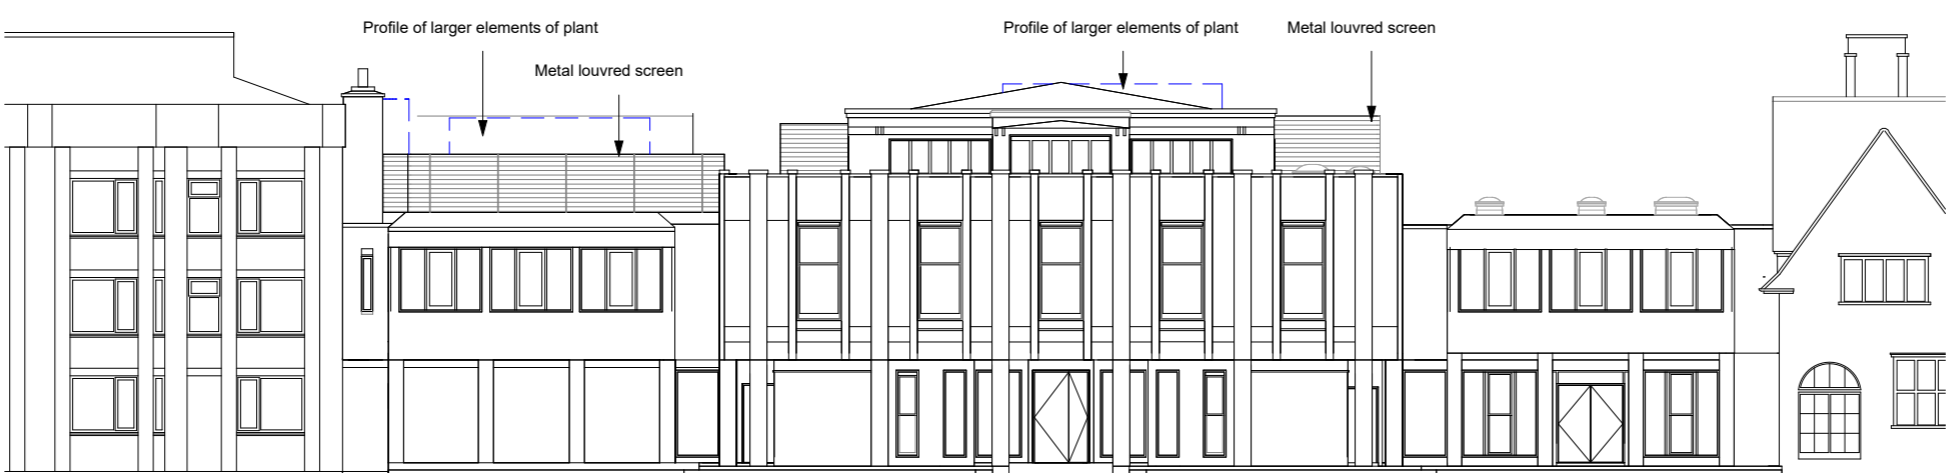 Profile of larger elements of plant
Metal louvred screen
Profile of larger elements of plant
Metal louvred screen